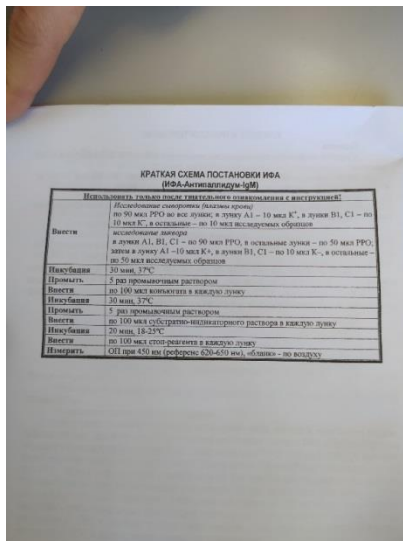 КРАТКАЯ СХЕМА ПОСТАНОВКИ ИФА
(ИФА-Антипаллидум-IgM)
Использовать только после тщательного ознакомления с инструкцией!
Исследование сыворотки (плазмы крови)
по 90 мкл РРО во все лунки; в лунку А1 – 10 мкл К⁺, в лунки В1, С1 – по
10 мкл К⁻, в остальные – по 10 мкл исследуемых образцов
Внести
исследование ликвора
в лунки А1, В1, С1 – по 90 мкл РРО, в остальные лунки – по 50 мкл РРО;
затем в лунку А1 –10 мкл К+, в лунки В1, С1 – по 10 мкл К–, в остальные –
по 50 мкл исследуемых образцов
Инкубация 30 мин, 37ºС
Промыть 5 раз промывочным раствором
Внести по 100 мкл конъюгата в каждую лунку
Инкубация 30 мин, 37ºС
Промыть 5 раз промывочным раствором
Внести по 100 мкл субстратно-индикаторного раствора в каждую лунку
Инкубация 20 мин, 18-25ºС
Внести по 100 мкл стоп-реагента в каждую лунку
Измерить ОП при 450 нм (референс 620-650 нм), «бланк» - по воздуху